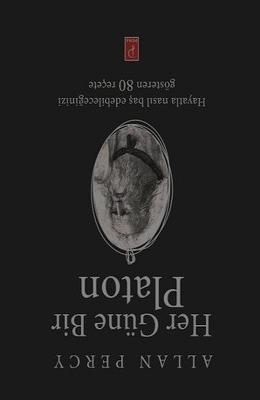 ALLAN PERCY
Her Güne Bir
Platon
Hayatla nasıl baş edebileceğinizi
gösteren 80 reçete